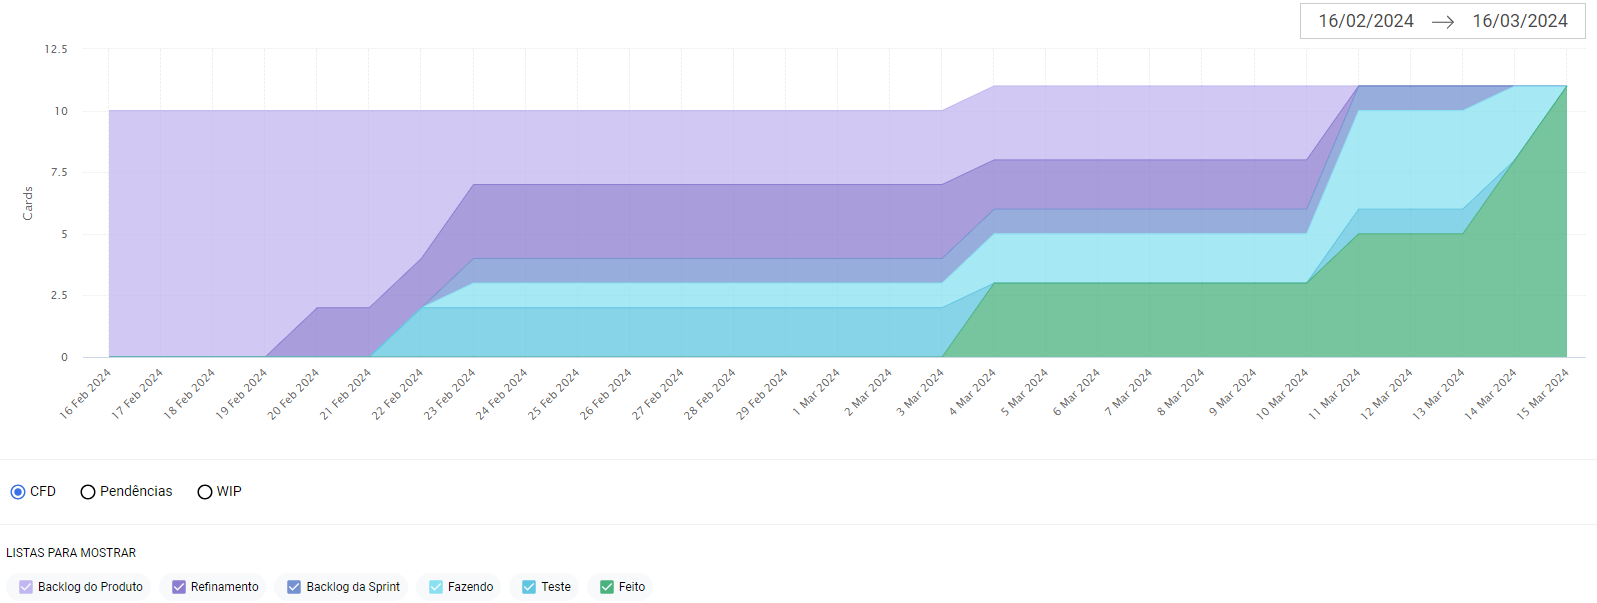 16/02/2024 → 16/03/2024
12.5
10
7.5
5
2.5
0
Cards
16 Feb 2024
17 Feb 2024
18 Feb 2024
19 Feb 2024
20 Feb 2024
21 Feb 2024
22 Feb 2024
23 Feb 2024
24 Feb 2024
25 Feb 2024
26 Feb 2024
27 Feb 2024
28 Feb 2024
29 Feb 2024
1 Mar 2024
2 Mar 2024
3 Mar 2024
4 Mar 2024
5 Mar 2024
6 Mar 2024
7 Mar 2024
8 Mar 2024
9 Mar 2024
10 Mar 2024
11 Mar 2024
12 Mar 2024
13 Mar 2024
14 Mar 2024
15 Mar 2024
CFD Pendências WIP
LISTAS PARA MOSTRAR
Backlog do Produto Refinamento Backlog da Sprint Fazendo Teste Feito